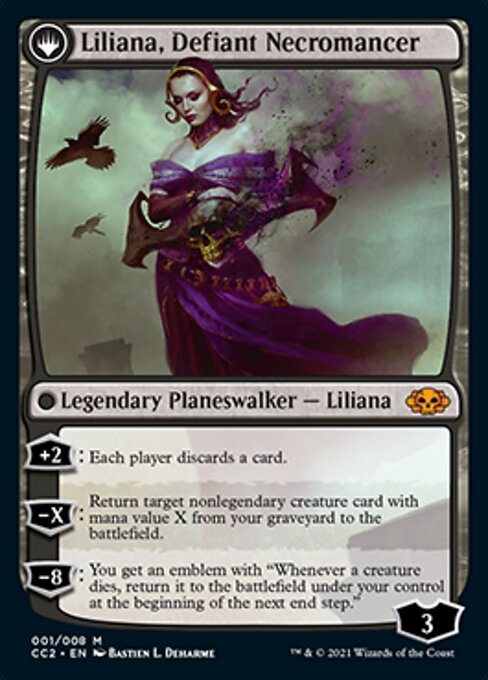 Liliana, Defiant Necromancer
Legendary Planeswalker — Liliana
+2: Each player discards a card.
−X: Return target nonlegendary creature card with
mana value X from your graveyard to the
battlefield.
−8: You get an emblem with “Whenever a creature
dies, return it to the battlefield under your control
at the beginning of the next end step.”
3
001/008 M
CC2 • EN Bastien L. Deharme
™ & © 2021 Wizards of the Coast